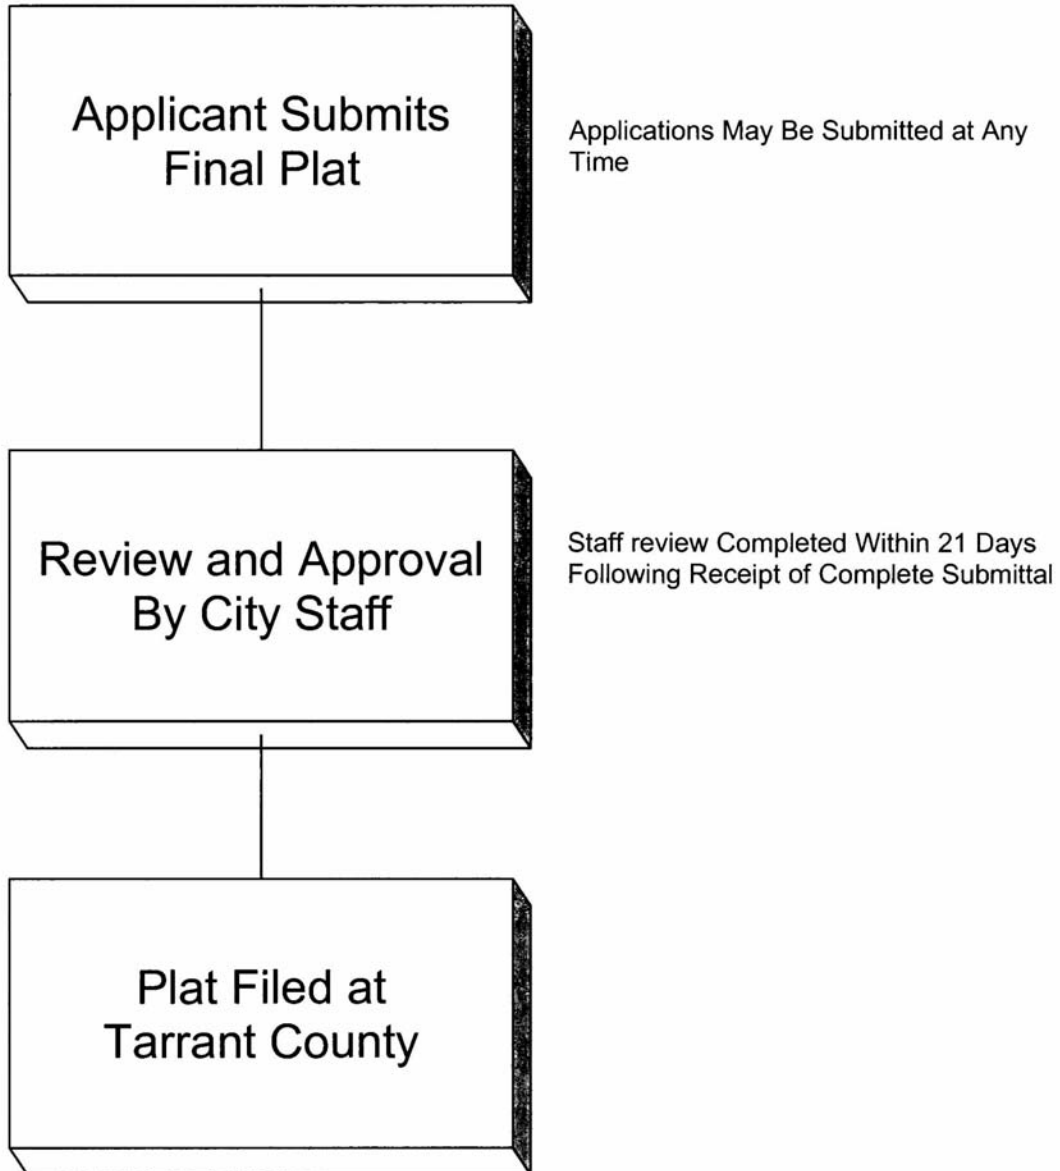 Applicant Submits
Final Plat
Applications May Be Submitted at Any
Time
Review and Approval
By City Staff
Staff review Completed Within 21 Days
Following Receipt of Complete Submittal
Plat Filed at
Tarrant County